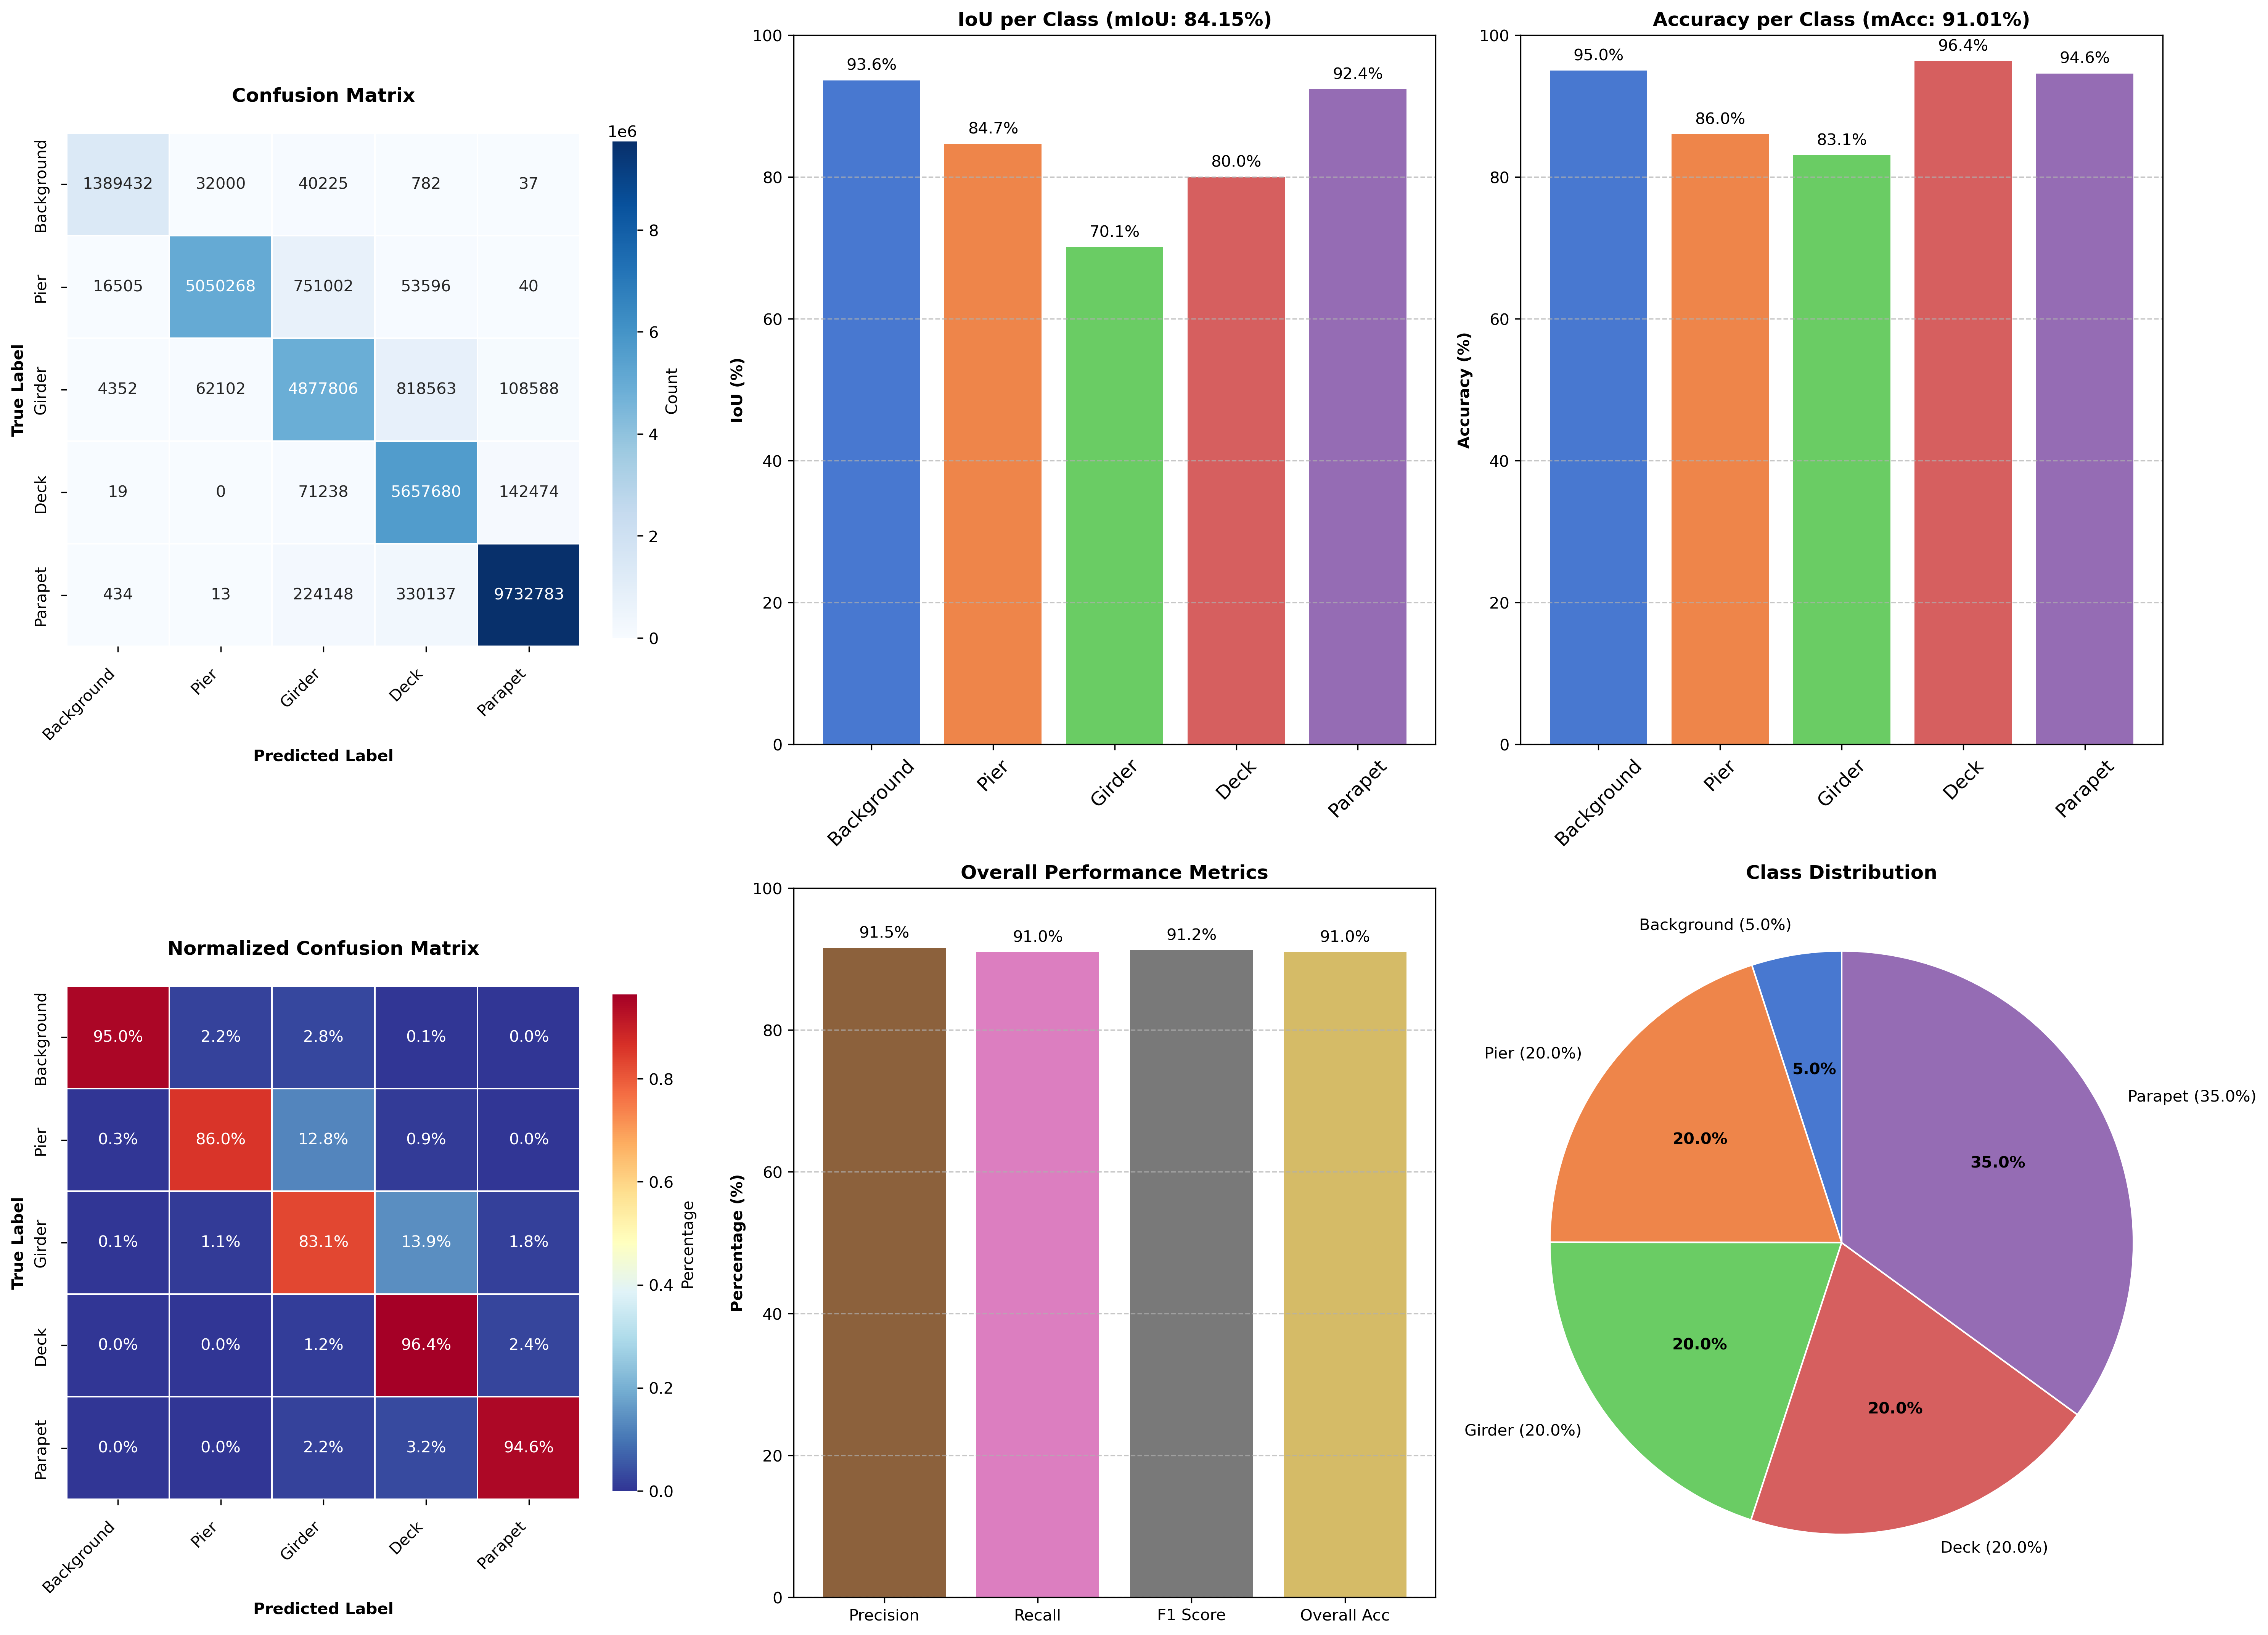 Confusion Matrix
1e6
Background 1389432 32000 40225 782 37
Pier 16505 5050268 751002 53596 40
Girder 4352 62102 4877806 818563 108588
Deck 19 0 71238 5657680 142474
Parapet 434 13 224148 330137 9732783
True Label
Background Pier Girder Deck Parapet
Predicted Label
8
6
4
2
0
Count
IoU per Class (mIoU: 84.15%)
100
80
60
40
20
0
IoU (%)
93.6% 84.7% 70.1% 80.0% 92.4%
Background Pier Girder Deck Parapet
Accuracy per Class (mAcc: 91.01%)
100
80
60
40
20
0
Accuracy (%)
95.0% 86.0% 83.1% 96.4% 94.6%
Background Pier Girder Deck Parapet
Normalized Confusion Matrix
Background 95.0% 2.2% 2.8% 0.1% 0.0%
Pier 0.3% 86.0% 12.8% 0.9% 0.0%
Girder 0.1% 1.1% 83.1% 13.9% 1.8%
Deck 0.0% 0.0% 1.2% 96.4% 2.4%
Parapet 0.0% 0.0% 2.2% 3.2% 94.6%
True Label
Background Pier Girder Deck Parapet
Predicted Label
0.8
0.6
0.4
0.2
0.0
Percentage
Overall Performance Metrics
100
80
60
40
20
0
Percentage (%)
91.5% 91.0% 91.2% 91.0%
Precision Recall F1 Score Overall Acc
Class Distribution
Background (5.0%)
5.0%
Pier (20.0%)
20.0%
Parapet (35.0%)
35.0%
Girder (20.0%)
20.0%
Deck (20.0%)
20.0%